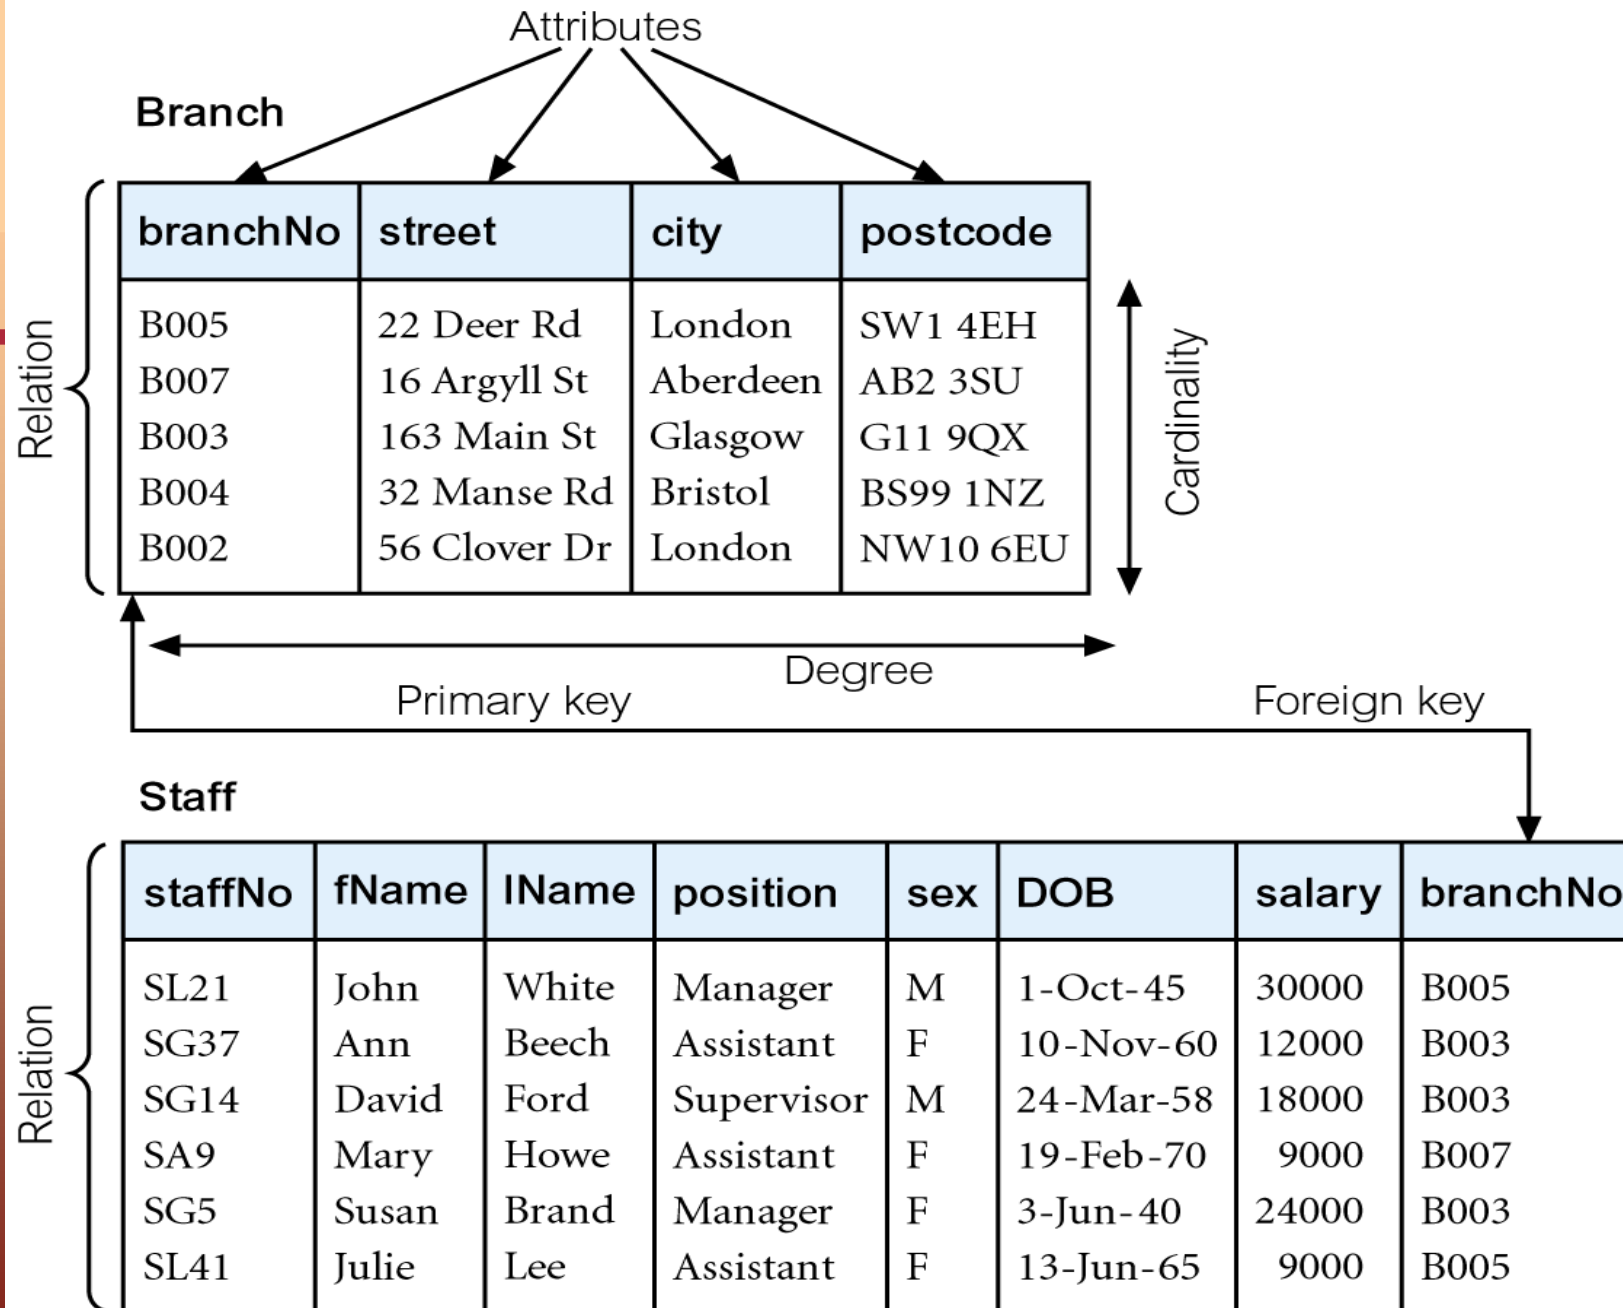 Attributes
Branch
branchNo street city postcode
B005 22 Deer Rd London SW1 4EH
B007 16 Argyll St Aberdeen AB2 3SU
B003 163 Main St Glasgow G11 9QX
B004 32 Manse Rd Bristol BS99 1NZ
B002 56 Clover Dr London NW10 6EU
Relation
Cardinality
Degree
Primary key Foreign key
Staff
staffNo fName lName position sex DOB salary branchNo
SL21 John White Manager M 1-Oct-45 30000 B005
SG37 Ann Beech Assistant F 10-Nov-60 12000 B003
SG14 David Ford Supervisor M 24-Mar-58 18000 B003
SA9 Mary Howe Assistant F 19-Feb-70 9000 B007
SG5 Susan Brand Manager F 3-Jun-40 24000 B003
SL41 Julie Lee Assistant F 13-Jun-65 9000 B005
Relation